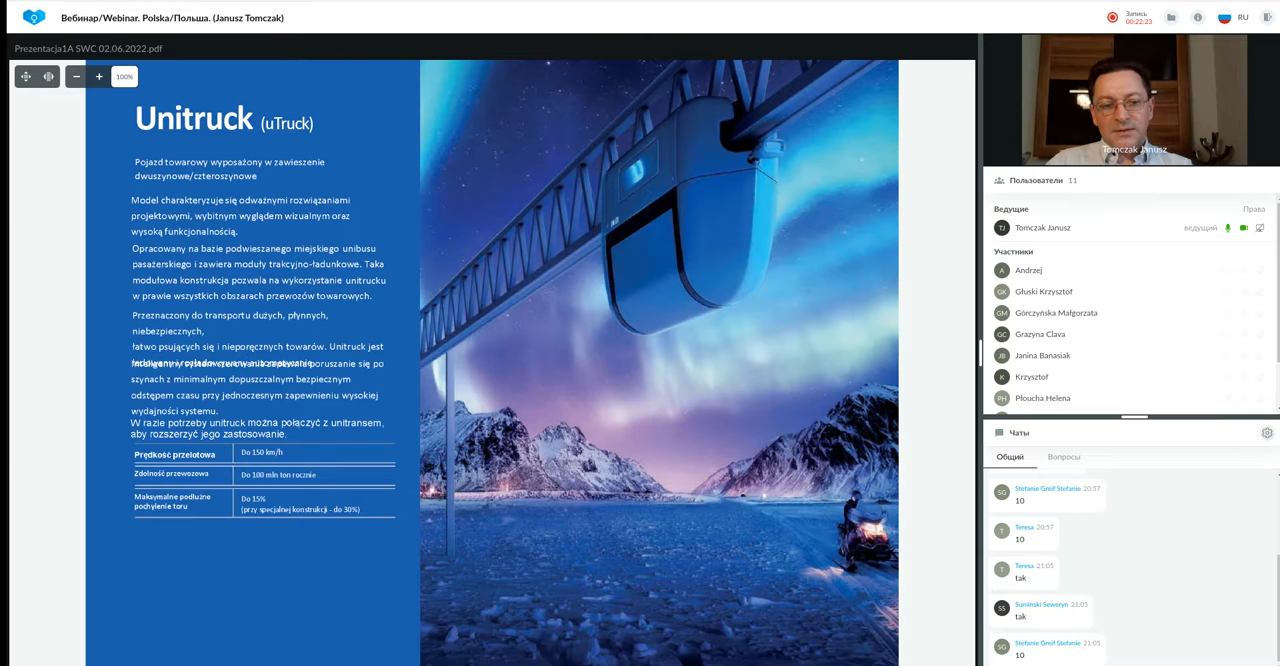 Вебинар/Webinar. Polska/Польша. (Janusz Tomczak)
Запись
00:22:23
RU
Prezentacja1A SWC 02.06.2022.pdf
100%
Unitruck (uTruck)
Pojazd towarowy wyposażony w zawieszenie
dwuszynowe/czteroszynowe
Model charakteryzuje się odważnymi rozwiązaniami
projektowymi, wybitnym wyglądem wizualnym oraz
wysoką funkcjonalnością.
Opracowany na bazie podwieszanego miejskiego unibusu
pasażerskiego i zawiera moduły trakcyjno-ładunkowe. Taka
modułowa konstrukcja pozwala na wykorzystanie unitrucku
w prawie wszystkich obszarach przewozów towarowych.
Przeznaczony do transportu dużych, płynnych,
niebezpiecznych,
łatwo psujących się i nieporęcznych towarów. Unitruck jest
poruszanie się po
szynach z minimalnym dopuszczalnym bezpiecznym
odstępem czasu przy jednoczesnym zapewnieniu wysokiej
wydajności systemu.
W razie potrzeby unitruck można połączyć z unitransem,
aby rozszerzyć jego zastosowanie.
Prędkość przelotowa Do 150 km/h
Zdolność przewozowa Do 100 mln ton rocznie
Maksymalne podłużne
pochylenie toru
Do 15%
(przy specjalnej konstrukcji - do 30%)
Tomczak Janusz
Пользователи 11
Ведущие Права
TJ Tomczak Janusz ведущий
Участники
A Andrzej
GK Głuski Krzysztof
GM Górczyńska Małgorzata
GC Grazyna Clava
JB Janina Banasiak
K Krzysztof
PH Płoucha Helena
Чаты
Общий Вопросы
SG Stefanie Greif Stefanie 20:57
10
T Teresa 20:57
10
T Teresa 21:05
tak
SS Suminski Seweryn 21:05
tak
SG Stefanie Greif Stefanie 21:05
10